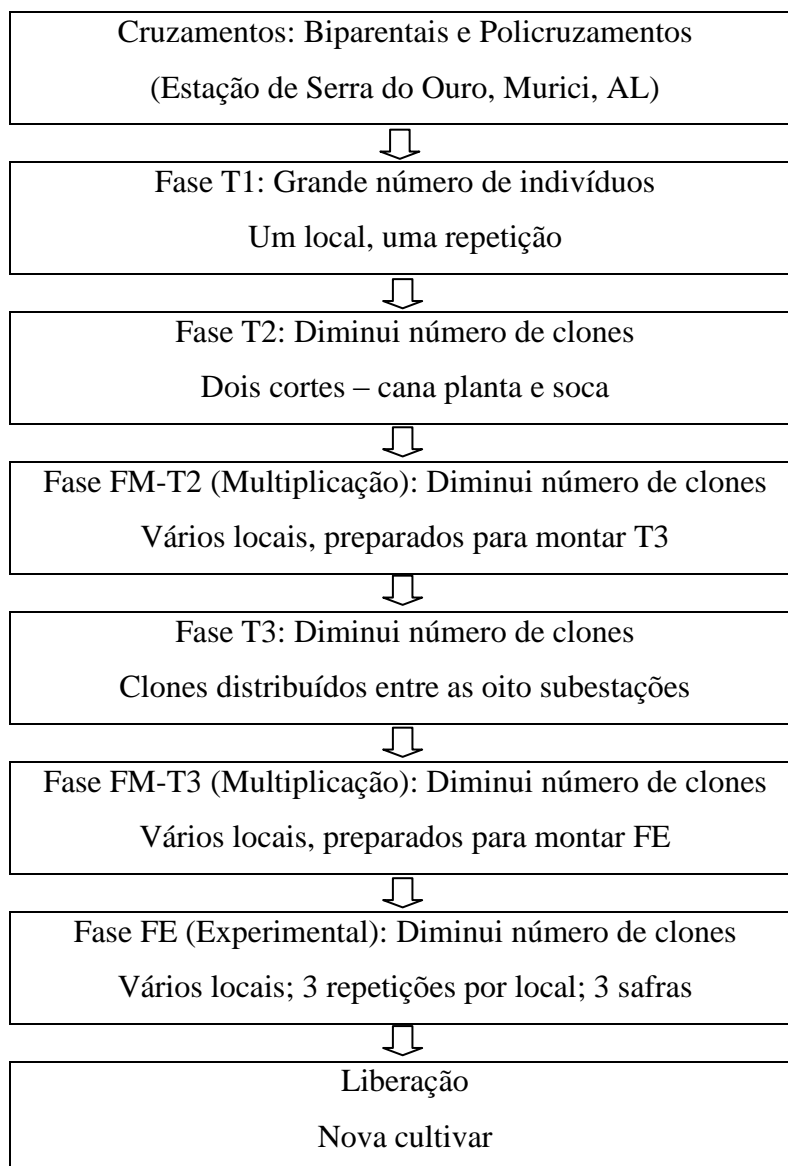 Cruzamentos: Biparentais e Policruzamentos
(Estação de Serra do Ouro, Murici, AL)
Fase T1: Grande número de indivíduos
Um local, uma repetição
Fase T2: Diminui número de clones
Dois cortes – cana planta e soca
Fase FM-T2 (Multiplicação): Diminui número de clones
Vários locais, preparados para montar T3
Fase T3: Diminui número de clones
Clones distribuídos entre as oito subestações
Fase FM-T3 (Multiplicação): Diminui número de clones
Vários locais, preparados para montar FE
Fase FE (Experimental): Diminui número de clones
Vários locais; 3 repetições por local; 3 safras
Liberação
Nova cultivar